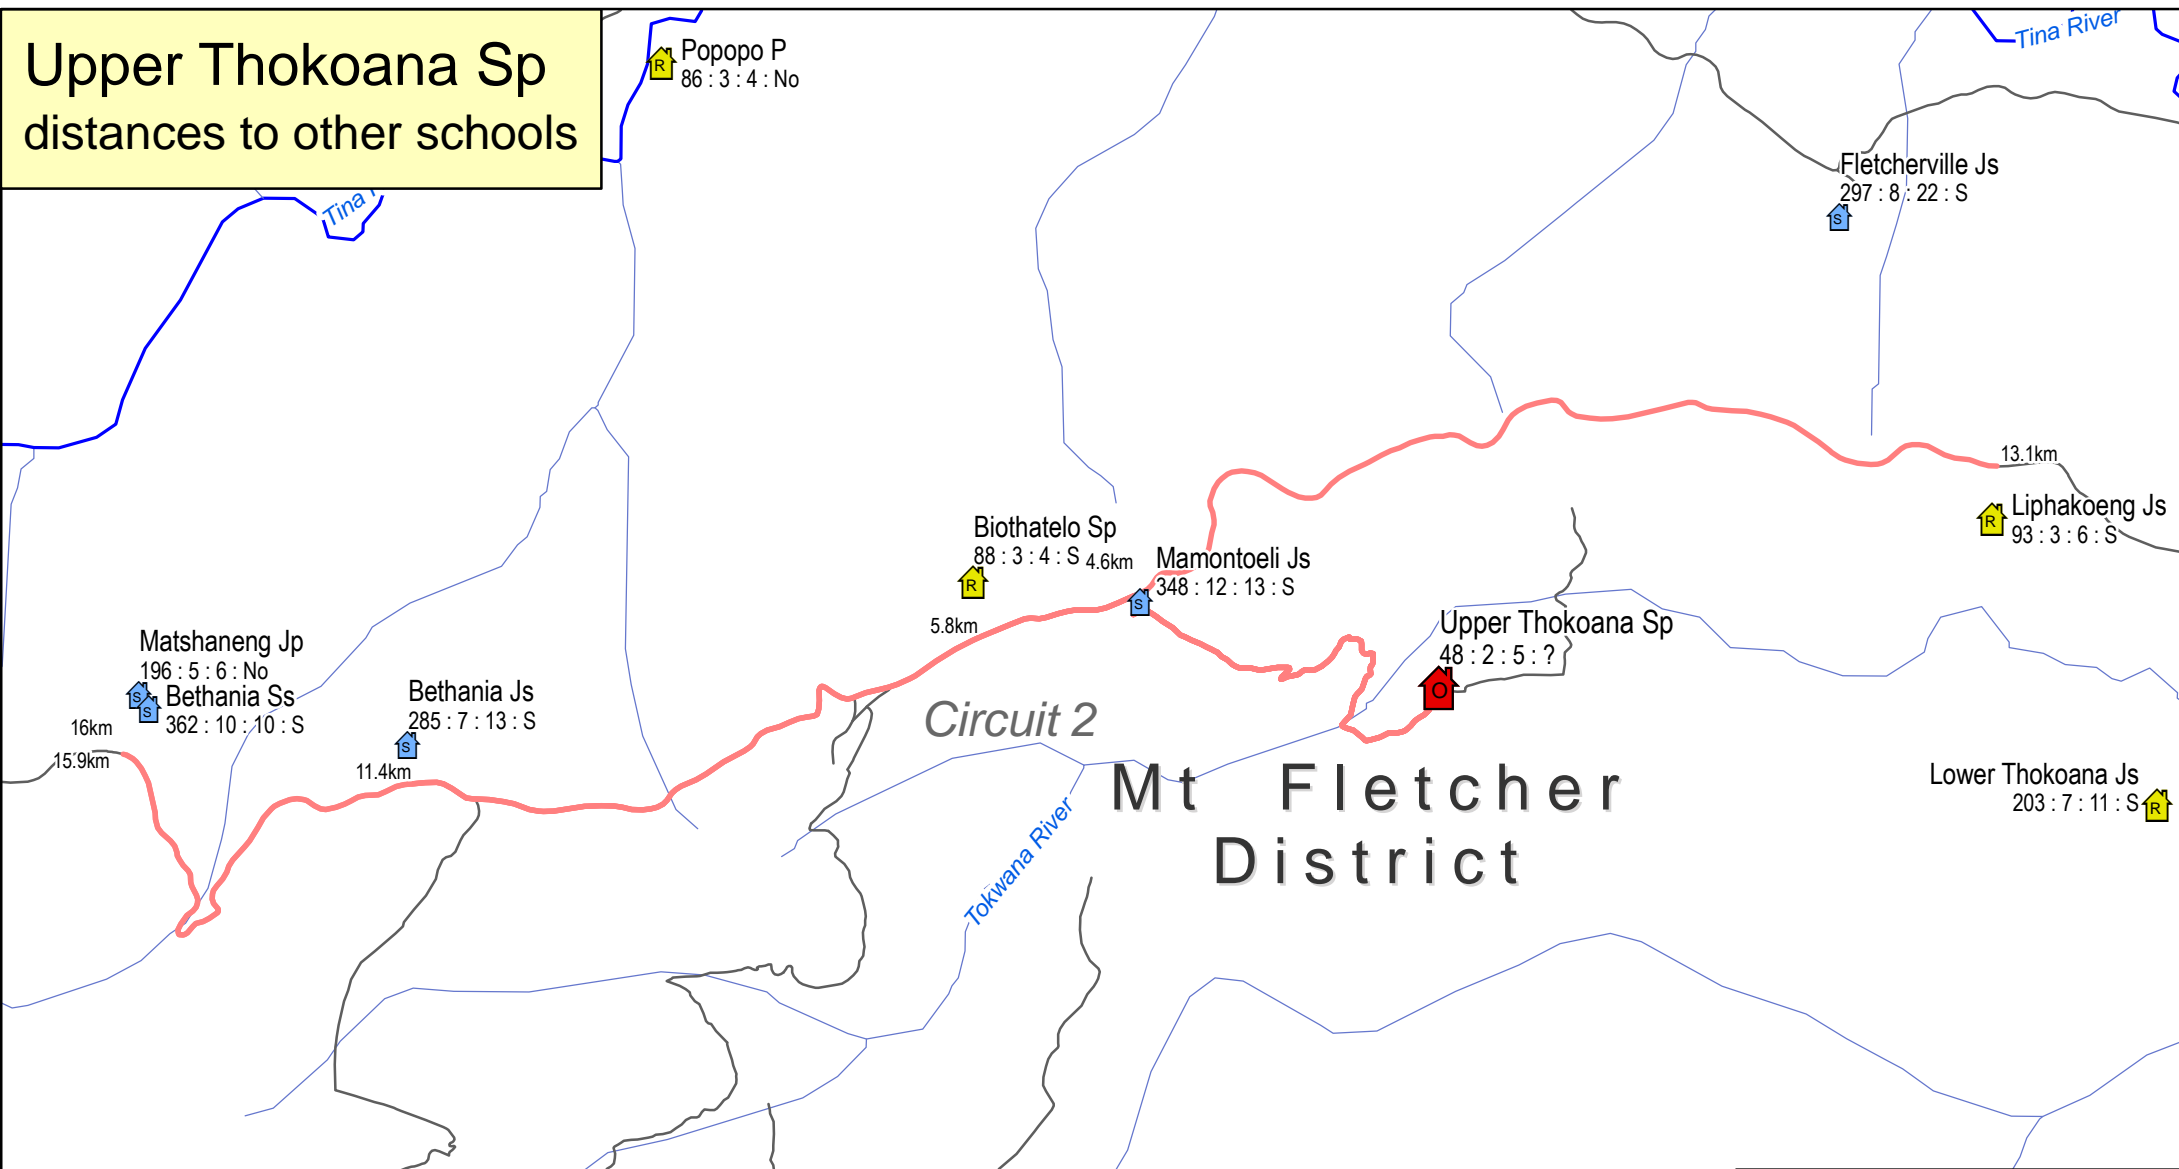 Upper Thokoana Sp
distances to other schools
Popopo P
86 : 3 : 4 : No
Tina River
Fletcherville Js
297 : 8 : 22 : S
Tina
13.1km
Liphakoeng Js
93 : 3 : 6 : S
Biothatelo Sp
88 : 3 : 4 : S
4.6km
Mamontoeli Js
348 : 12 : 13 : S
5.8km
Upper Thokoana Sp
48 : 2 : 5 : ?
Matshaneng Jp
196 : 5 : 6 : No
Bethania Ss
362 : 10 : 10 : S
16km
15.9km
Bethania Js
285 : 7 : 13 : S
11.4km
Circuit 2
Mt Fletcher
District
Lower Thokoana Js
203 : 7 : 11 : S
Tokwana River
R
S
R
S
R
S
S
S
O
R